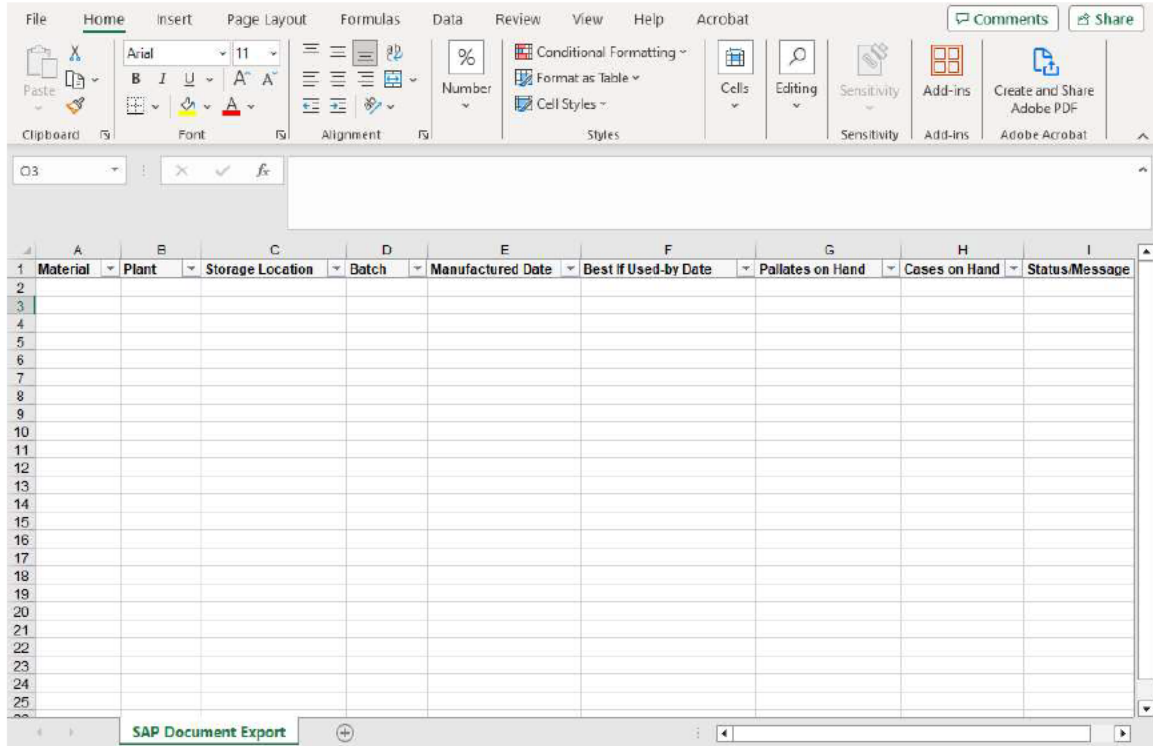 File Home Insert Page Layout Formulas Data Review View Help Acrobat Comments Share
Arial 11
Paste
B I U A A
A
%
Number
Conditional Formatting
Format as Table
Cell Styles
Cells
Editing
Sensitivity
Add-ins
Create and Share
Adobe PDF
Clipboard Font Alignment Styles Sensitivity Add-ins Adobe Acrobat
O3 fx
A B C D E F G H I
1 Material Plant Storage Location Batch Manufactured Date Best If Used-by Date Pallates on Hand Cases on Hand Status/Message
2
3
4
5
6
7
8
9
10
11
12
13
14
15
16
17
18
19
20
21
22
23
24
25
SAP Document Export